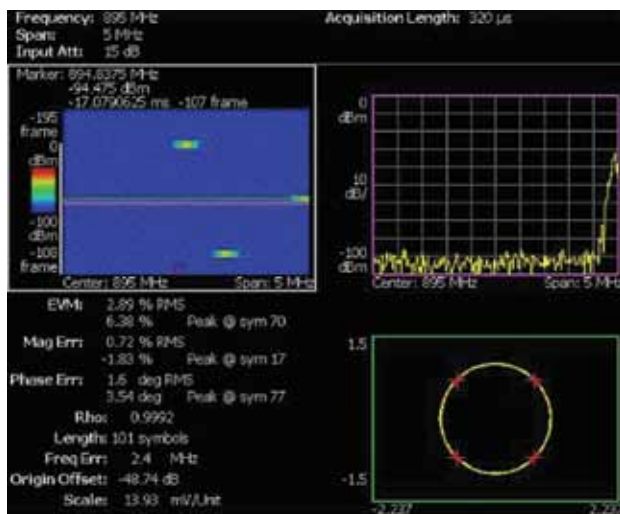 Frequency: 895 MHz
Acquisition Length: 320 µs
Span: 5 MHz
Input Att: 15 dB
Marker: 894.8375 MHz
-94.475 dBm
-17.0790625 ms -107 frame
-195
frame
0
dBm
-100
dBm
frame
Center: 895 MHz Span: 5 MHz
0
dBm
10
dB/
-100
dBm
Center: 895 MHz Span: 5 MHz
EVM: 2.89 % RMS
6.38 % Peak @ sym 70
Mag Err: 0.72 % RMS
-1.83 % Peak @ sym 17
Phase Err: 1.6 deg RMS
3.54 deg Peak @ sym 77
Rho: 0.9992
Length: 101 symbols
Freq Err: 2.4 MHz
Origin Offset: -48.74 dB
Scale: 13.93 mV/Unit
1.5
-1.5
-2.237